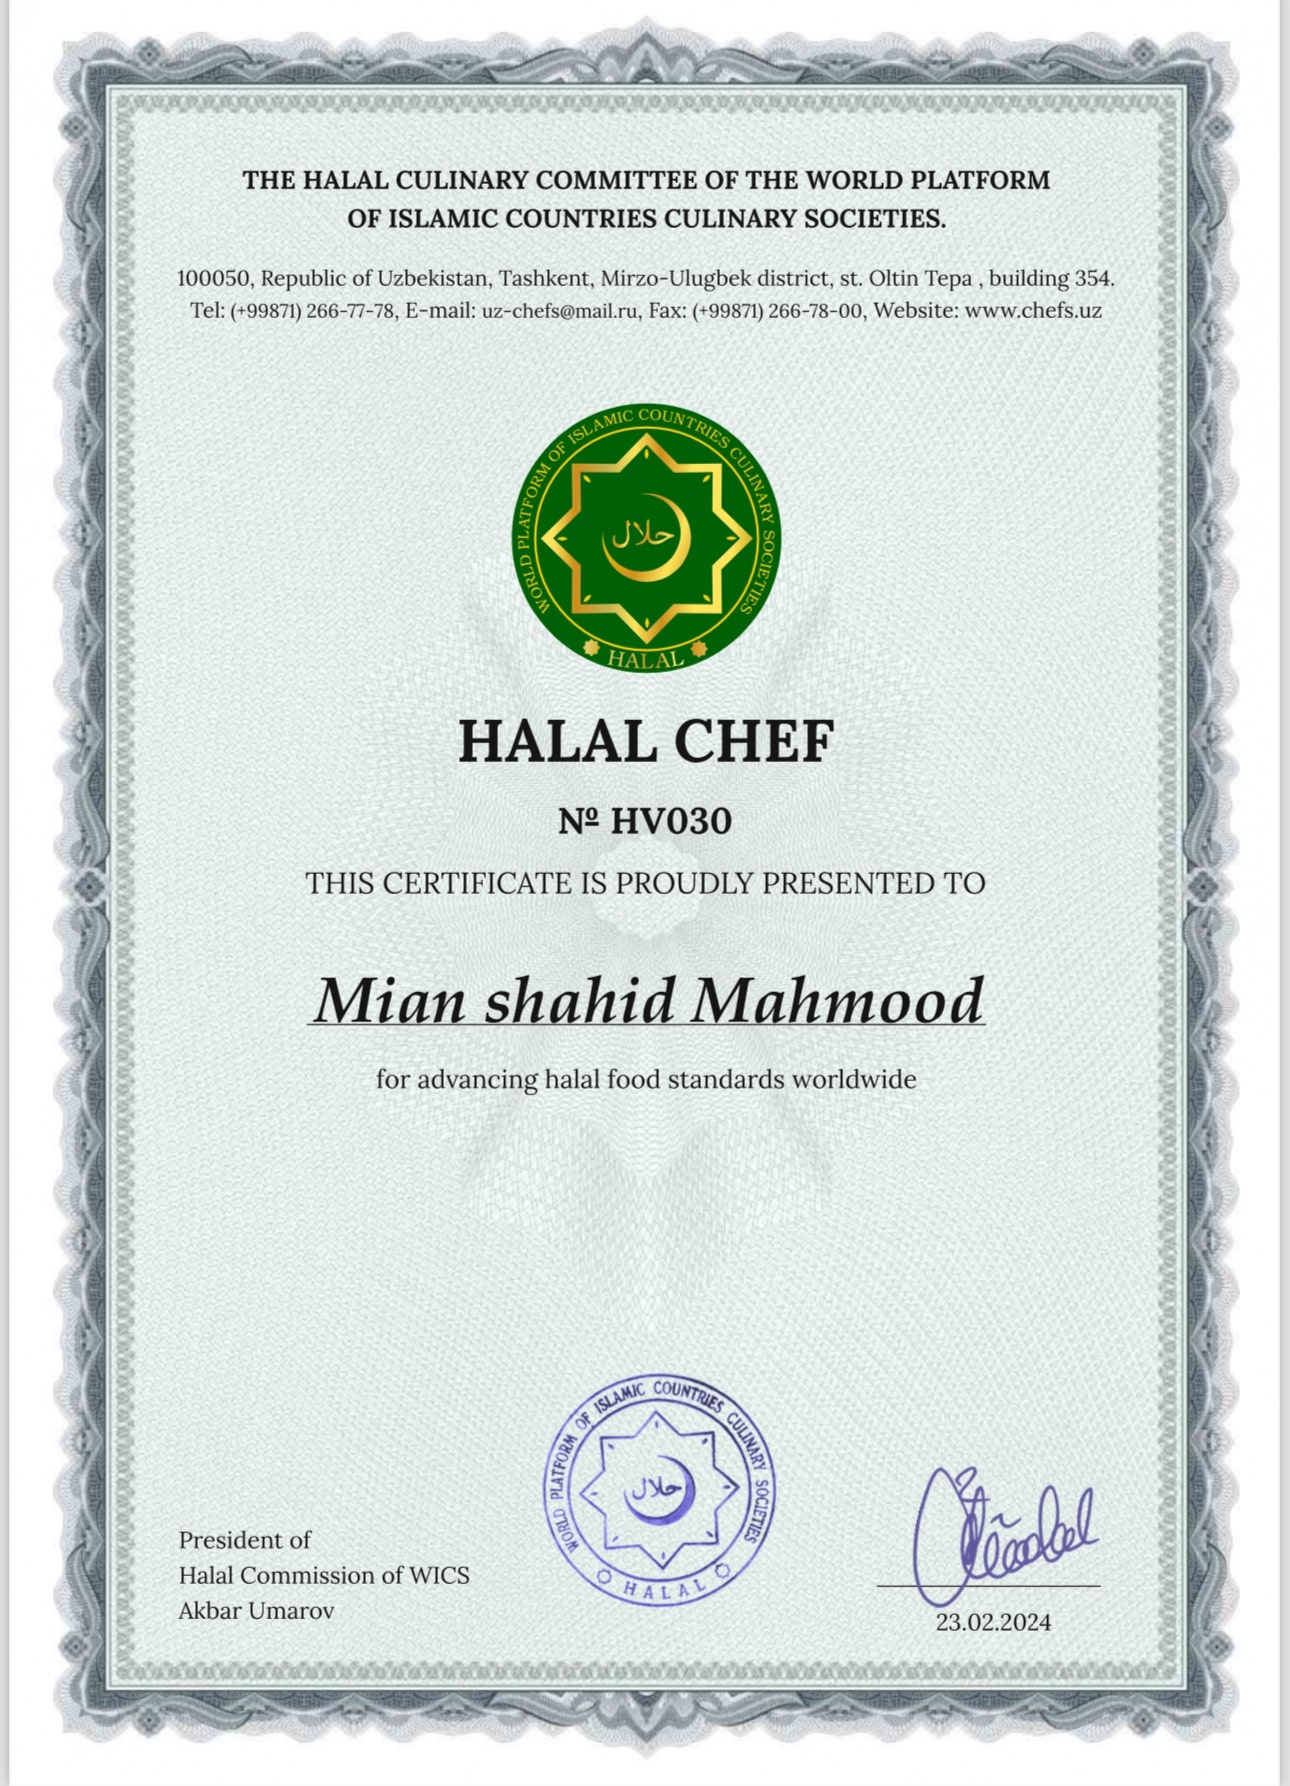 THE HALAL CULINARY COMMITTEE OF THE WORLD PLATFORM
OF ISLAMIC COUNTRIES CULINARY SOCIETIES.
100050, Republic of Uzbekistan, Tashkent, Mirzo-Ulugbek district, st. Oltin Tepa , building 354.
Tel: (+99871) 266-77-78, E-mail: uz-chefs@mail.ru, Fax: (+99871) 266-78-00, Website: www.chefs.uz
WORLD PLATFORM OF ISLAMIC COUNTRIES CULINARY SOCIETIES
حلال
HALAL
HALAL CHEF
№ HV030
THIS CERTIFICATE IS PROUDLY PRESENTED TO
Mian shahid Mahmood
for advancing halal food standards worldwide
WORLD PLATFORM OF ISLAMIC COUNTRIES CULINARY SOCIETIES
حلال
HALAL
President of
Halal Commission of WICS
Akbar Umarov
23.02.2024